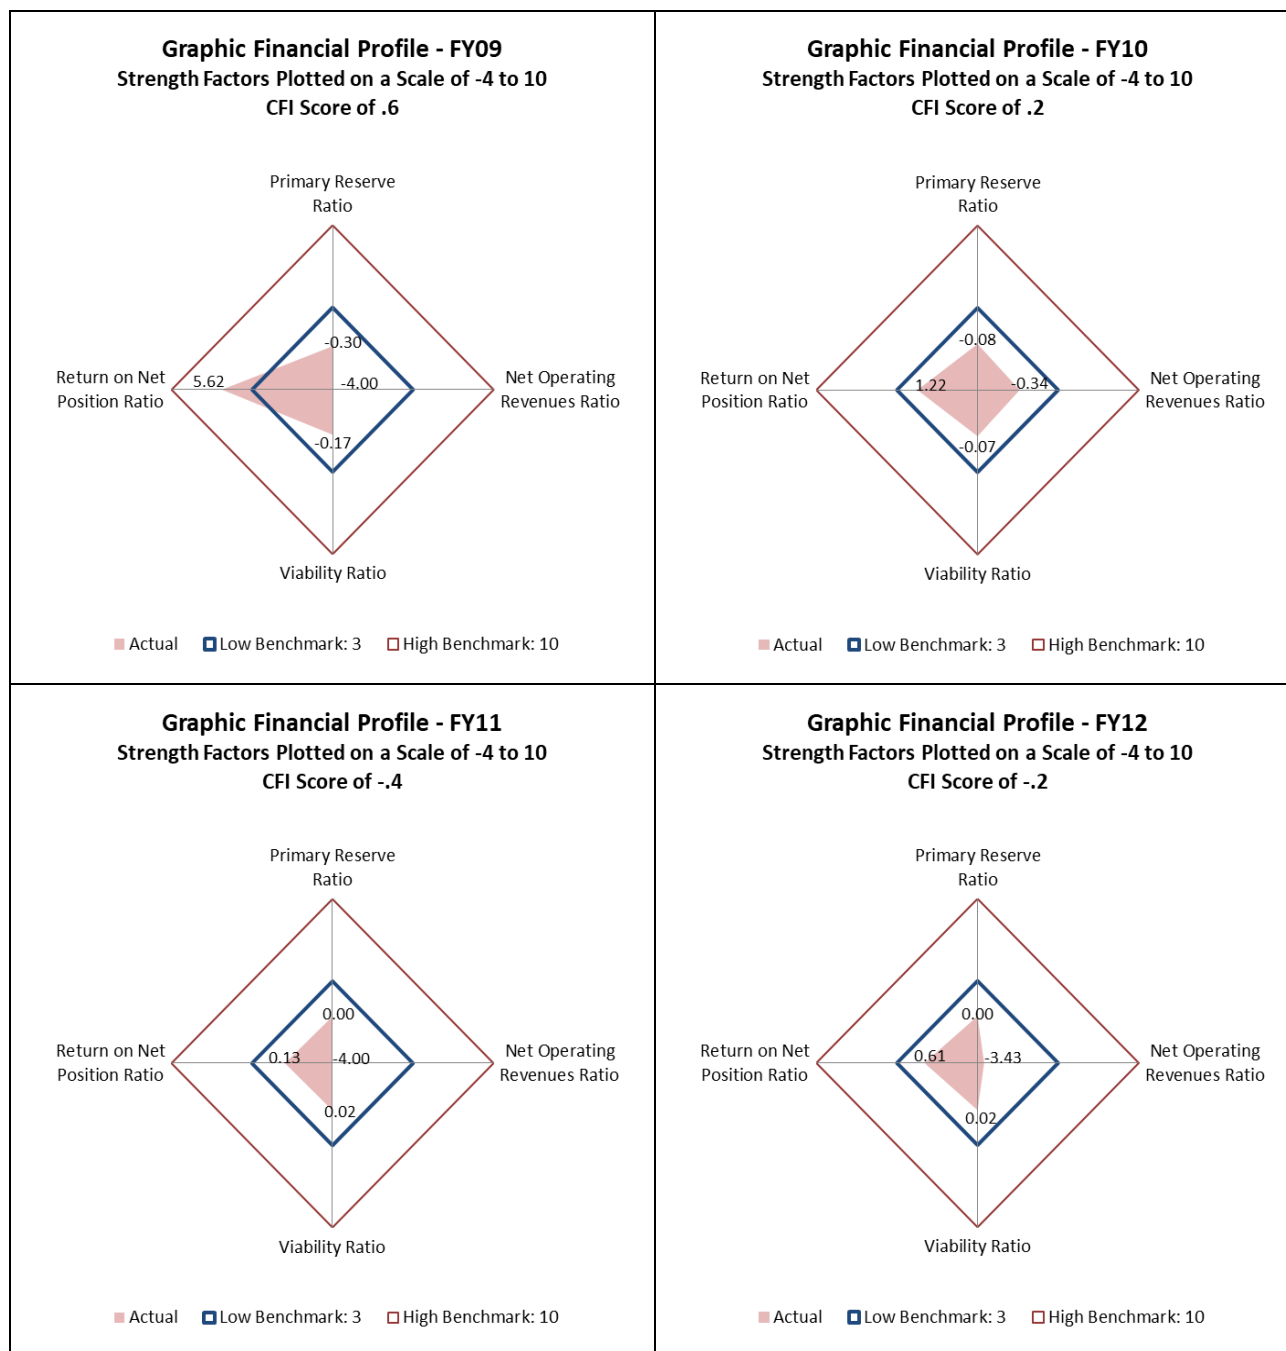 Graphic Financial Profile - FY09
Strength Factors Plotted on a Scale of -4 to 10
CFI Score of .6
Primary Reserve
Ratio
-0.30
5.62
-4.00
Return on Net
Position Ratio
Net Operating
Revenues Ratio
-0.17
Viability Ratio
Actual
Low Benchmark: 3
High Benchmark: 10
Graphic Financial Profile - FY10
Strength Factors Plotted on a Scale of -4 to 10
CFI Score of .2
Primary Reserve
Ratio
-0.08
1.22
-0.34
Return on Net
Position Ratio
Net Operating
Revenues Ratio
-0.07
Viability Ratio
Actual
Low Benchmark: 3
High Benchmark: 10
Graphic Financial Profile - FY11
Strength Factors Plotted on a Scale of -4 to 10
CFI Score of -.4
Primary Reserve
Ratio
0.00
0.13
-4.00
Return on Net
Position Ratio
Net Operating
Revenues Ratio
0.02
Viability Ratio
Actual
Low Benchmark: 3
High Benchmark: 10
Graphic Financial Profile - FY12
Strength Factors Plotted on a Scale of -4 to 10
CFI Score of -.2
Primary Reserve
Ratio
0.00
0.61
-3.43
Return on Net
Position Ratio
Net Operating
Revenues Ratio
0.02
Viability Ratio
Actual
Low Benchmark: 3
High Benchmark: 10